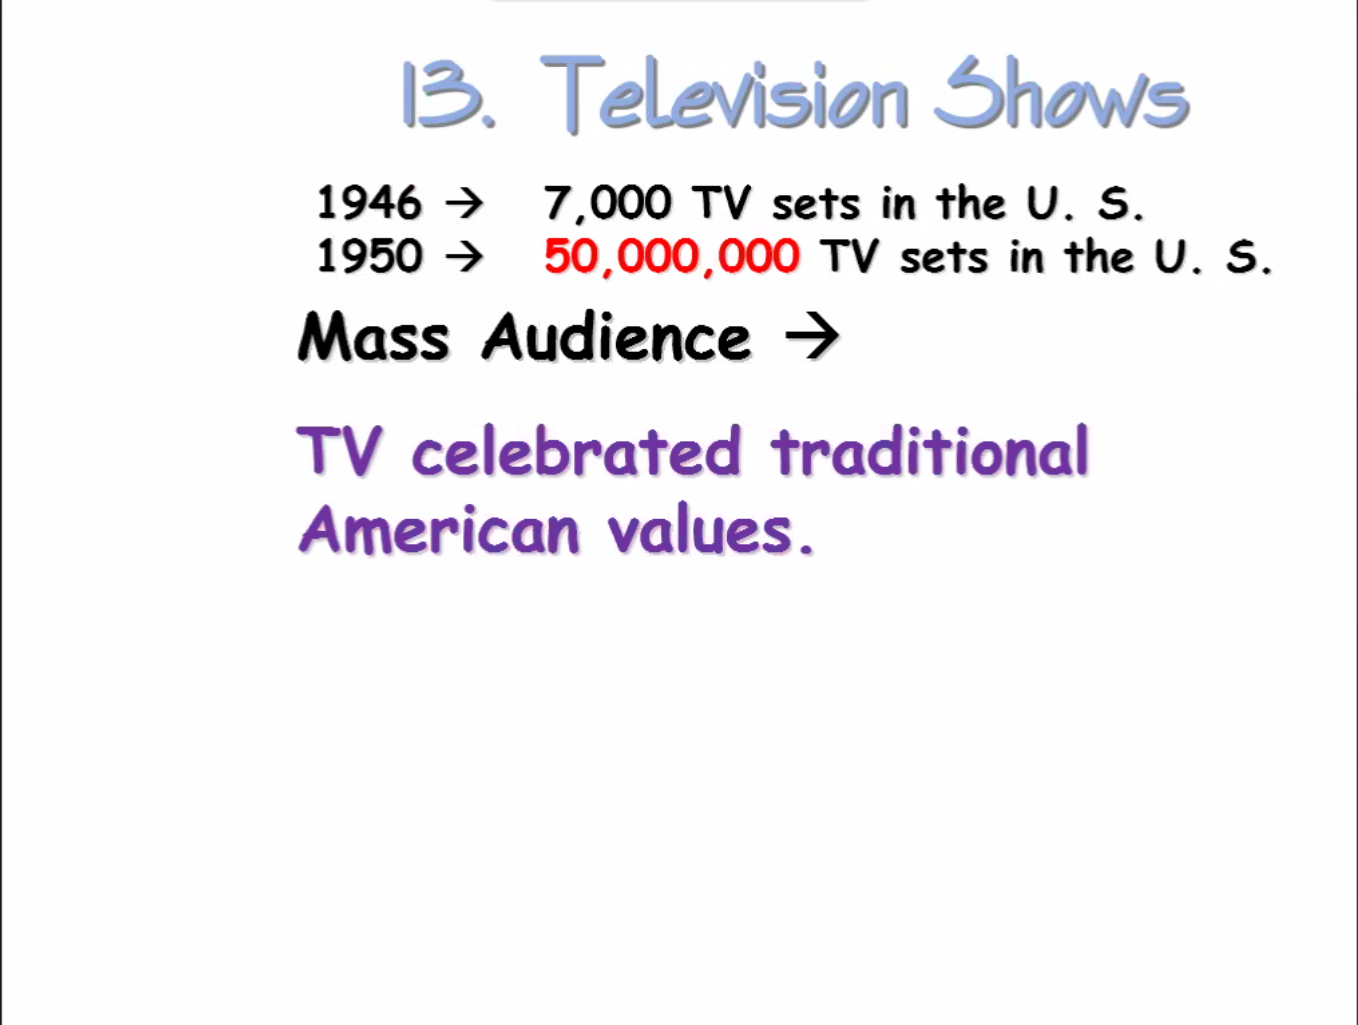 13. Television Shows
1946 → 7,000 TV sets in the U. S.
1950 → 50,000,000 TV sets in the U. S.
Mass Audience →
TV celebrated traditional
American values.